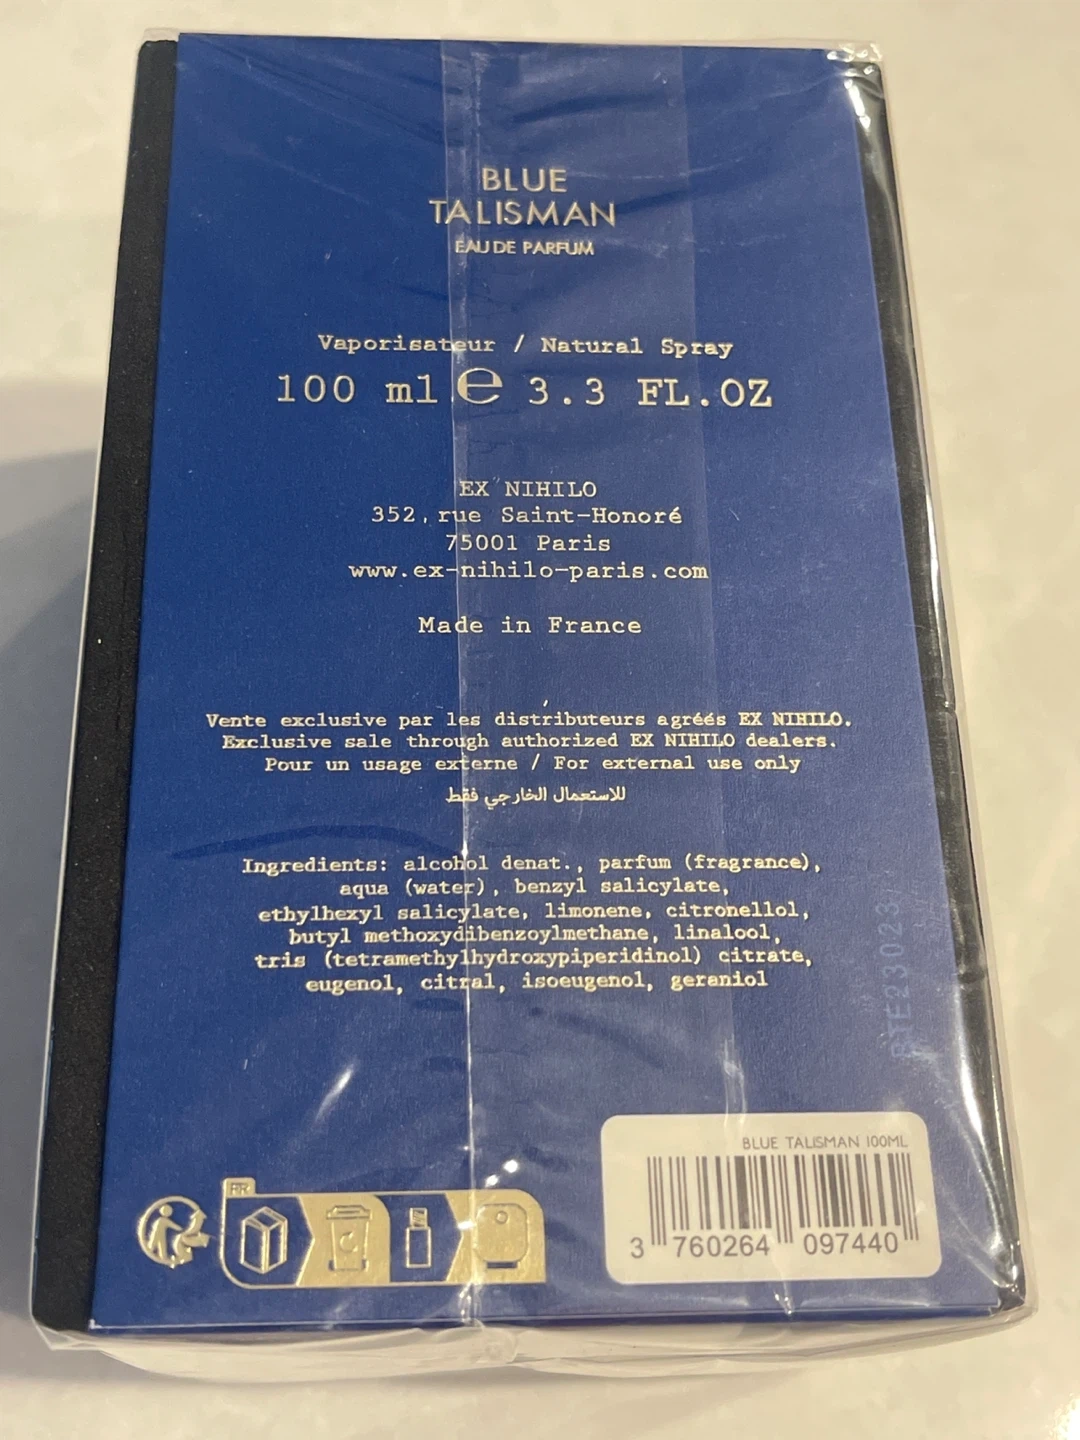 BLUE
TALISMAN
EAU DE PARFUM
Vaporisateur / Natural Spray
100 ml e 3.3 FL.OZ
EX NIHILO
352, rue Saint-Honoré
75001 Paris
www.ex-nihilo-paris.com
Made in France
Vente exclusive par les distributeurs agréés EX NIHILO.
Exclusive sale through authorized EX NIHILO dealers.
Pour un usage externe / For external use only
للاستعمال الخارجي فقط
Ingredients: alcohol denat., parfum (fragrance),
aqua (water), benzyl salicylate,
ethylhexyl salicylate, limonene, citronellol,
butyl methoxydibenzoylmethane, linalool,
tris (tetramethylhydroxypiperidinol) citrate,
eugenol, citral, isoeugenol, geraniol
BLUE TALISMAN 100ML
3 760264 097440
FR